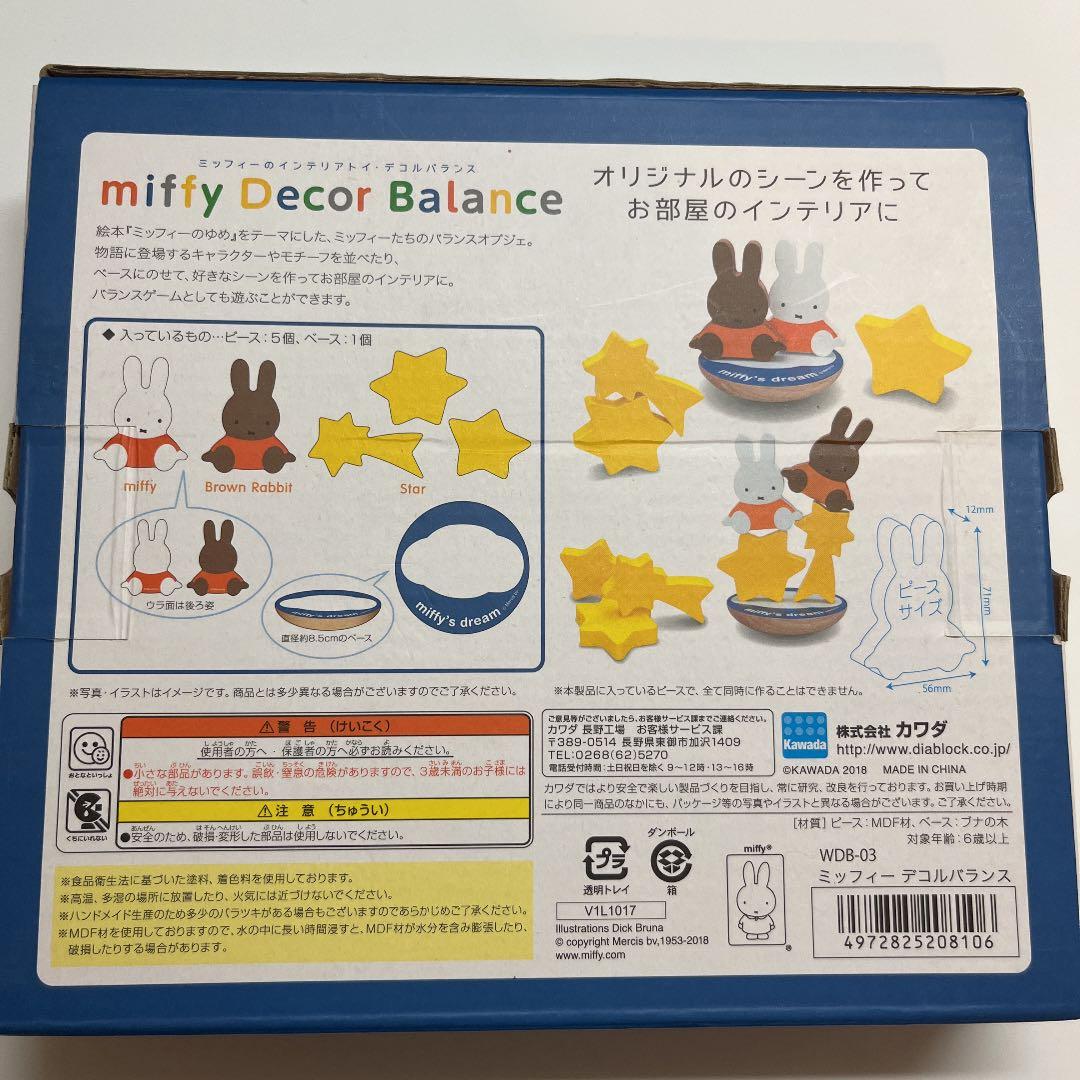 ミッフィーのインテリアトイ・デコルバランス
miffy Decor Balance
絵本『ミッフィーのゆめ』をテーマにした、ミッフィーたちのバランスオブジェ。
物語に登場するキャラクターやモチーフを並べたり、
ベースにのせて、好きなシーンを作ってお部屋のインテリアに。
バランスゲームとしても遊ぶことができます。
オリジナルのシーンを作って
お部屋のインテリアに
◆入っているもの…ピース:5個、ベース:1個
miffy
Brown Rabbit
Star
ウラ面は後ろ姿
miffy's dream
直径約8.5cmのベース
miffy's dream
miffy's dream
miffy's dream
12mm
ピース
サイズ
71mm
56mm
※写真・イラストはイメージです。商品とは多少異なる場合がございますのでご了承ください。
※本製品に入っているピースで、全て同時に作ることはできません。
おとなといっしょ
くちにいれない
警告(けいこく)
使用者の方へ・保護者の方へ必ずお読みください。
●小さな部品があります。誤飲・窒息の危険がありますので、3歳未満のお子様には
絶対に与えないでください。
注意(ちゅうい)
●安全のため、破損・変形した部品は使用しないでください。
※食品衛生法に基づいた塗料、着色料を使用しております。
※高温、多湿の場所に放置したり、火気には近づけないでください。
※ハンドメイド生産のため多少のバラツキがある場合もございますのであらかじめご了承ください。
※MDF材を使用しておりますので、水の中に長い時間浸すと、MDF材が水分を含み膨張したり、
破損したりする場合があります。
ご意見等がございましたら、お客様サービス課までご連絡ください。
カワダ 長野工場 お客様サービス課
〒389-0514 長野県東御市加沢1409
TEL:0268(62)5270
電話受付時間:土日祝日を除く 9〜12時・13〜16時
Kawada
株式会社 カワダ
http://www.diablock.co.jp/
©KAWADA 2018 MADE IN CHINA
カワダではより安全で楽しい製品づくりを目指し、常に研究、改良を行っております。お買い上げ時期
により同一商品のなかにも、パッケージ等の写真やイラストと異なる場合がございます。ご了承ください。
[材質]ピース:MDF材、ベース:ブナの木
対象年齢:6歳以上
プラ
透明トレイ
ダンボール
箱
V1L1017
Illustrations Dick Bruna
© copyright Mercis bv,1953-2018
www.miffy.com
miffy®
®
WDB-03
ミッフィー デコルバランス
4972825208106